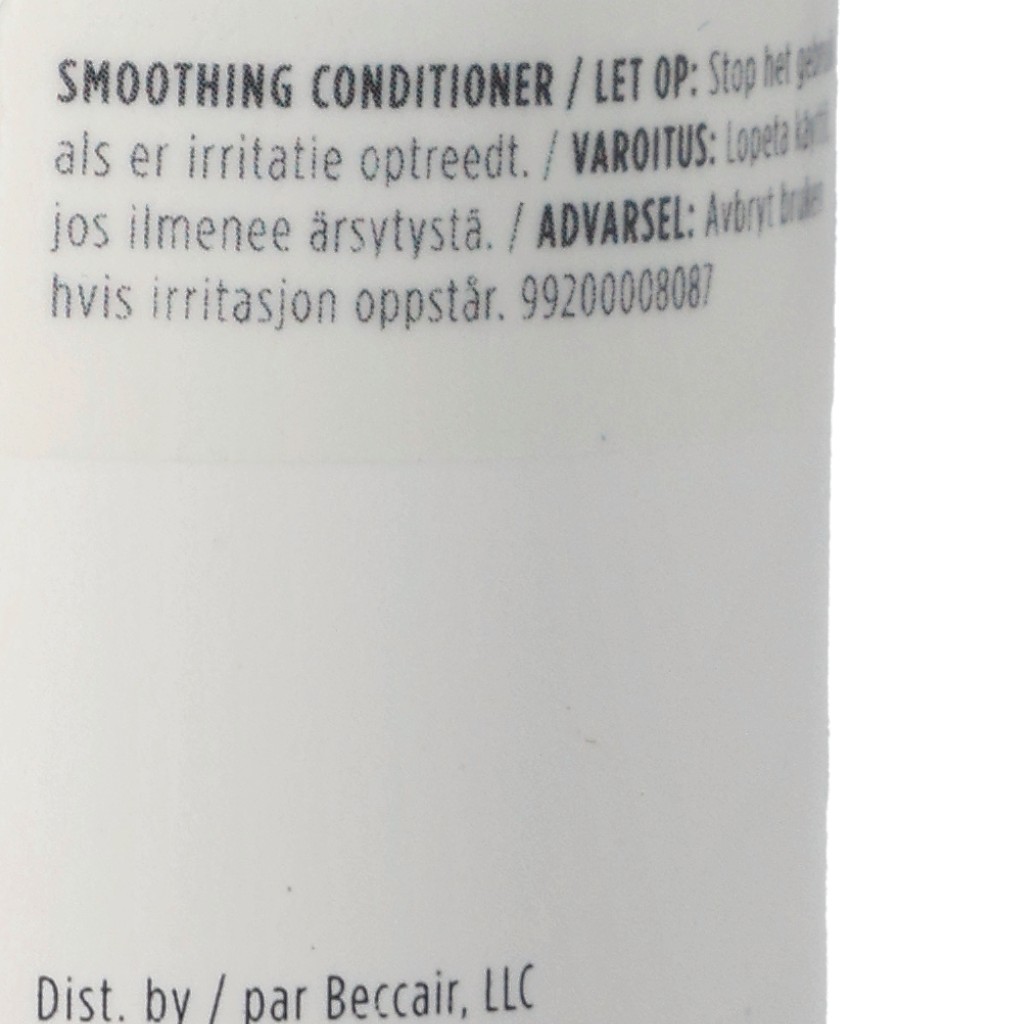 SMOOTHING CONDITIONER / LET OP: Stop het
als er irritatie optreedt. / VAROITUS: Lopeta
jos ilmenee ärsytystä. / ADVARSEL: Avbryt bruken
hvis irritasjon oppstår. 99200008087
Dist. by / par Beccair, LLC